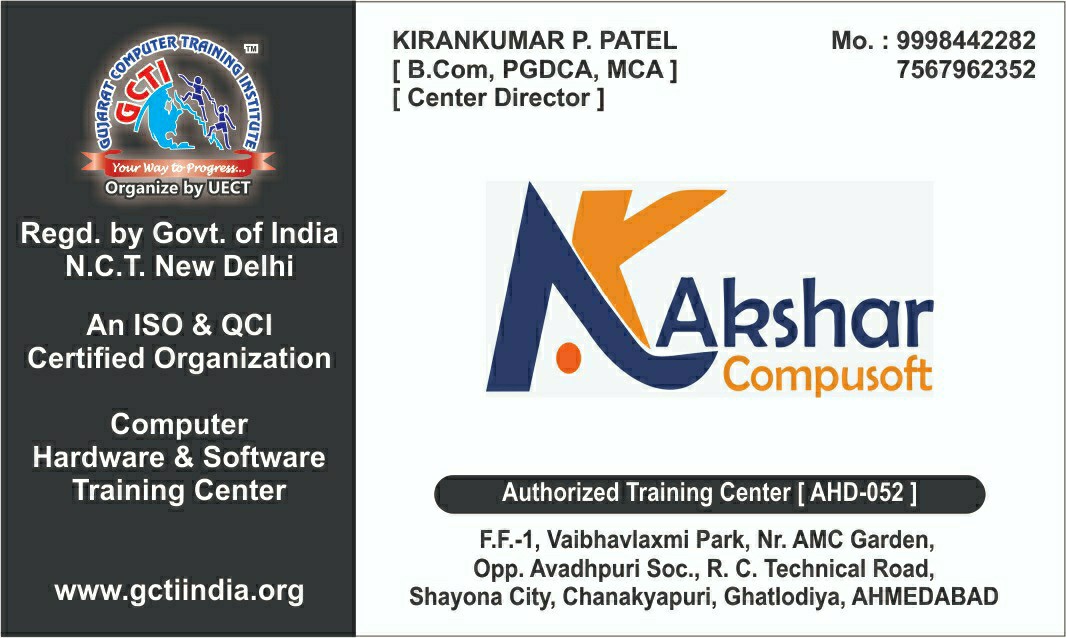 GUJARAT COMPUTER TRAINING INSTITUTE
TM
GCTI
Your Way to Progress...
Organize by UECT
Regd. by Govt. of India
N.C.T. New Delhi
An ISO & QCI
Certified Organization
Computer
Hardware & Software
Training Center
www.gctiindia.org
KIRANKUMAR P. PATEL
[ B.Com, PGDCA, MCA ]
[ Center Director ]
Mo. : 9998442282
7567962352
AK
Akshar
Compusoft
Authorized Training Center [ AHD-052 ]
F.F.-1, Vaibhavlaxmi Park, Nr. AMC Garden,
Opp. Avadhpuri Soc., R. C. Technical Road,
Shayona City, Chanakyapuri, Ghatlodiya, AHMEDABAD